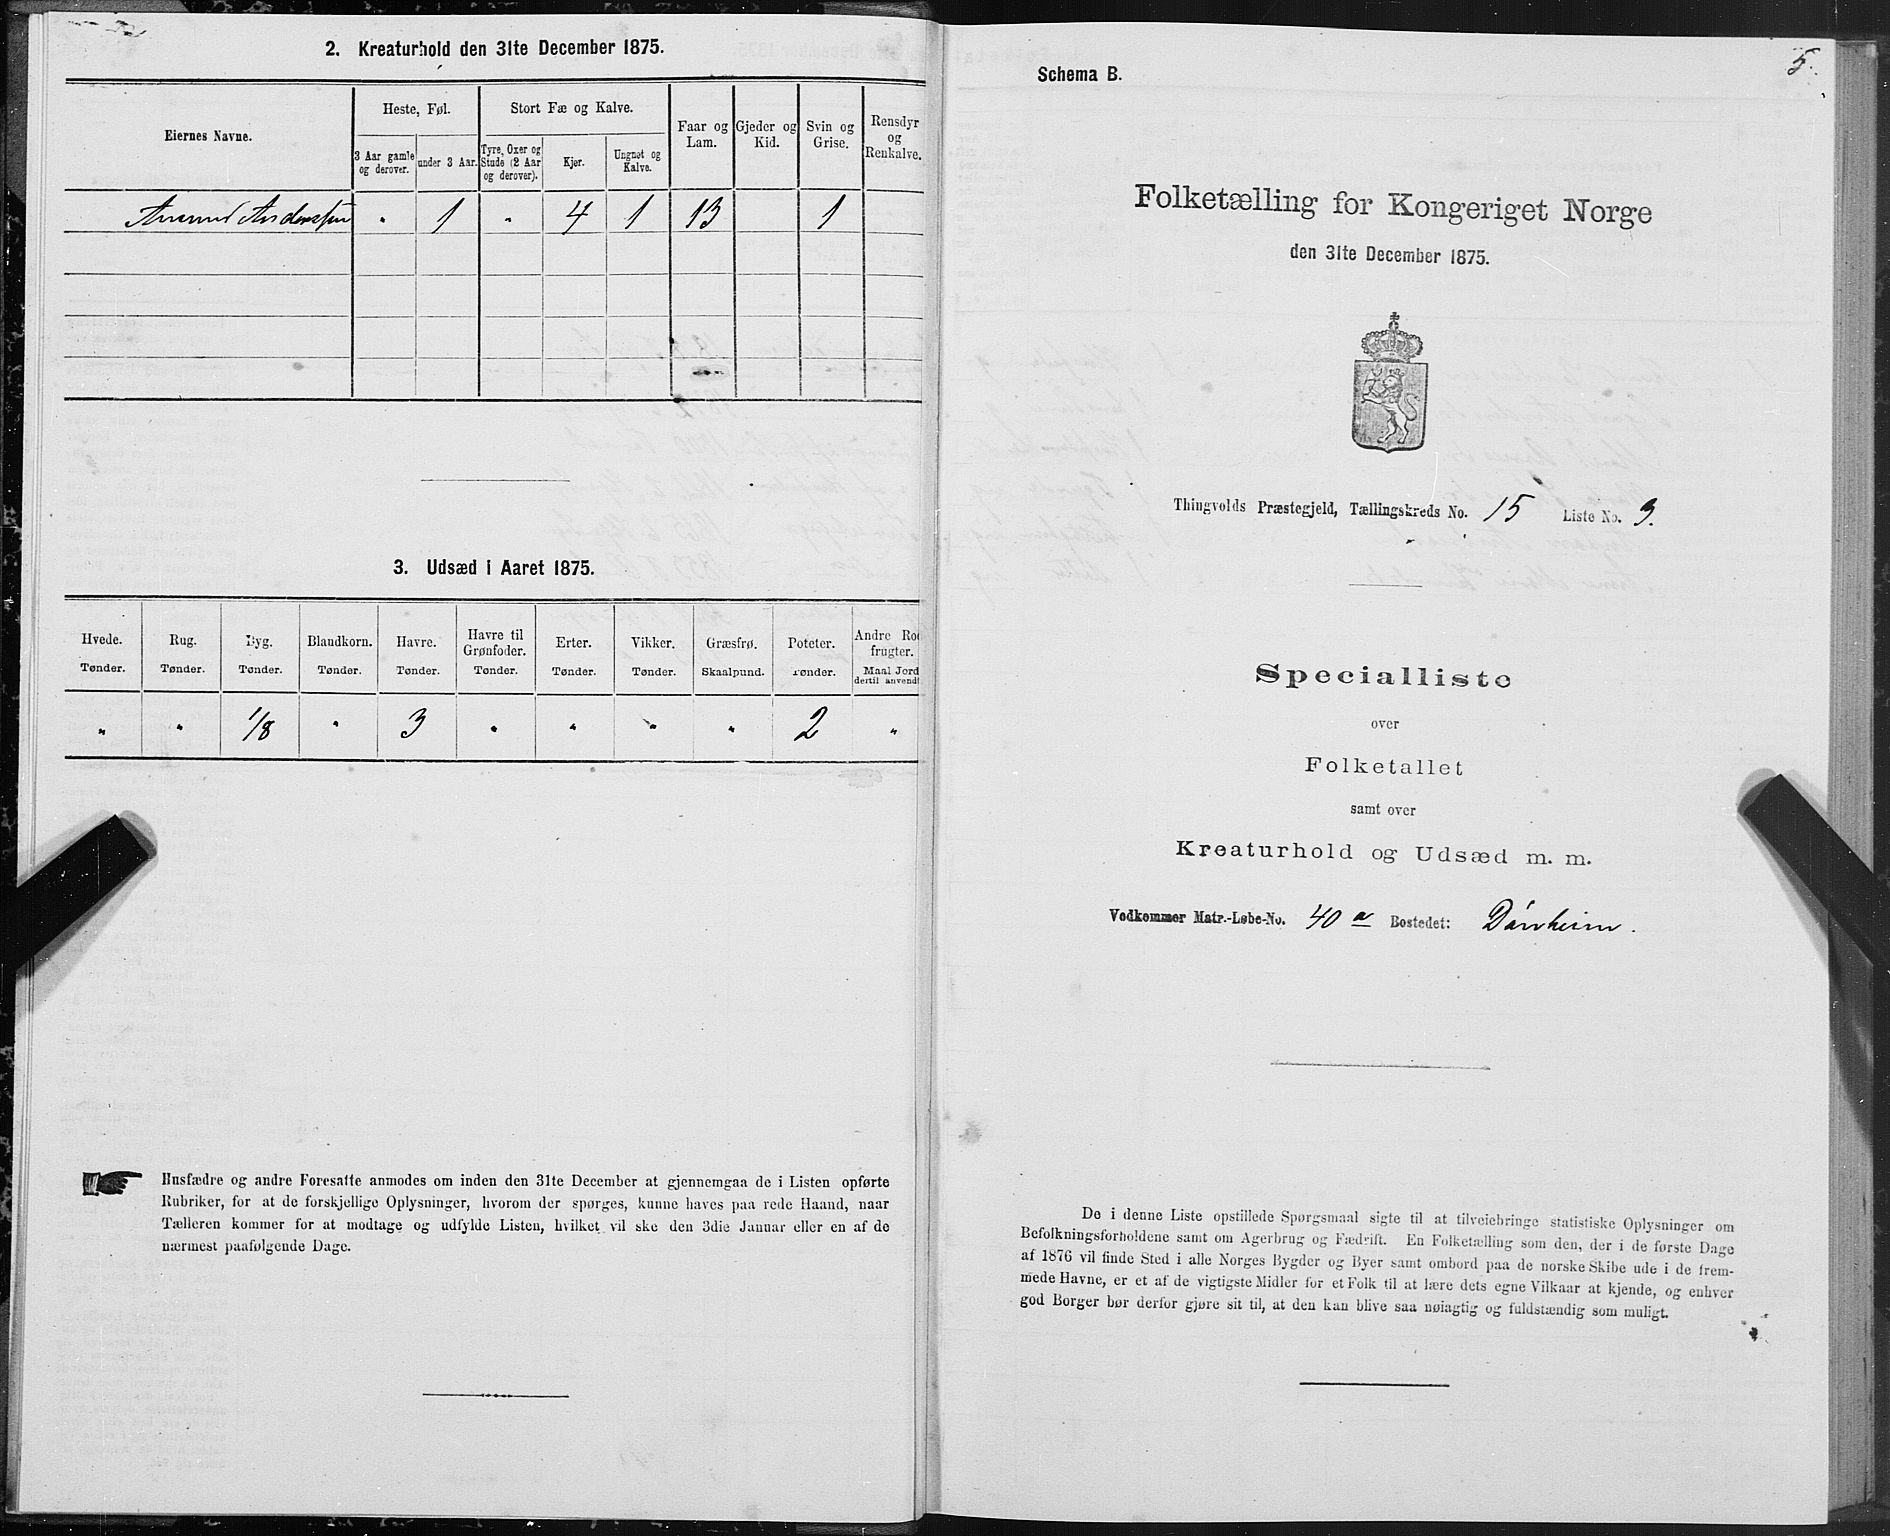 2. Kreaturhold den 31te December 1875.
Eiernes Navne.
Heste, Føl.
Stort Fæ og Kalve.
Faar og Lam.
Gjeder og Kid.
Svin og Grise.
Rensdyr og Renkalve.
3 Aar gamle og derover.
under 3 Aar.
Tyre, Oxer og Stude (2 Aar og derover).
Kjør.
Ungnøt og Kalve.
Amund Anderssen " 1 " 4 1 13 1
3. Udsæd i Aaret 1875.
Hvede. Rug. Byg. Blandkorn. Havre. Havre til Grønfoder. Erter. Vikker. Græsfrø. Poteter. Andre Ro frugter.
Tønder. Tønder. Tønder. Tønder. Tønder. Tønder. Tønder. Tønder. Skaalpund. Tønder. Maal Jord dertil anvendt
" " 1/8 " 3 " " " " 2 "
Husfædre og andre Foresatte anmodes om inden den 31te December at gjennemgaa de i Listen opførte
Rubriker, for at de forskjellige Oplysninger, hvorom der spørges, kunne haves paa rede Haand, naar
Tælleren kommer for at modtage og udfylde Listen, hvilket vil ske den 3die Januar eller en af de
nærmest paafølgende Dage.
5.
Schema B.
Folketælling for Kongeriget Norge
den 31te December 1875.
Thingvolds Præstegjeld, Tællingskreds No. 15 Liste No. 3.
Specialliste
over
Folketallet
samt over
Kreaturhold og Udsæd m. m.
Vedkommer Matr.-Løbe-No. 40 a Bostedet: Dónheim.
De i denne Liste opstillede Spørgsmaal sigte til at tilveiebringe statistiske Oplysninger om
Befolkningsforholdene samt om Agerbrug og Fædrift. En Folketælling som den, der i de første Dage
af 1876 vil finde Sted i alle Norges Bygder og Byer samt ombord paa de norske Skibe ude i de frem-
mede Havne, er et af de vigtigste Midler for et Folk til at lære dets egne Vilkaar at kjende, og enhver
god Borger bør derfor gjøre sit til, at den kan blive saa nøiagtig og fuldstændig som muligt.